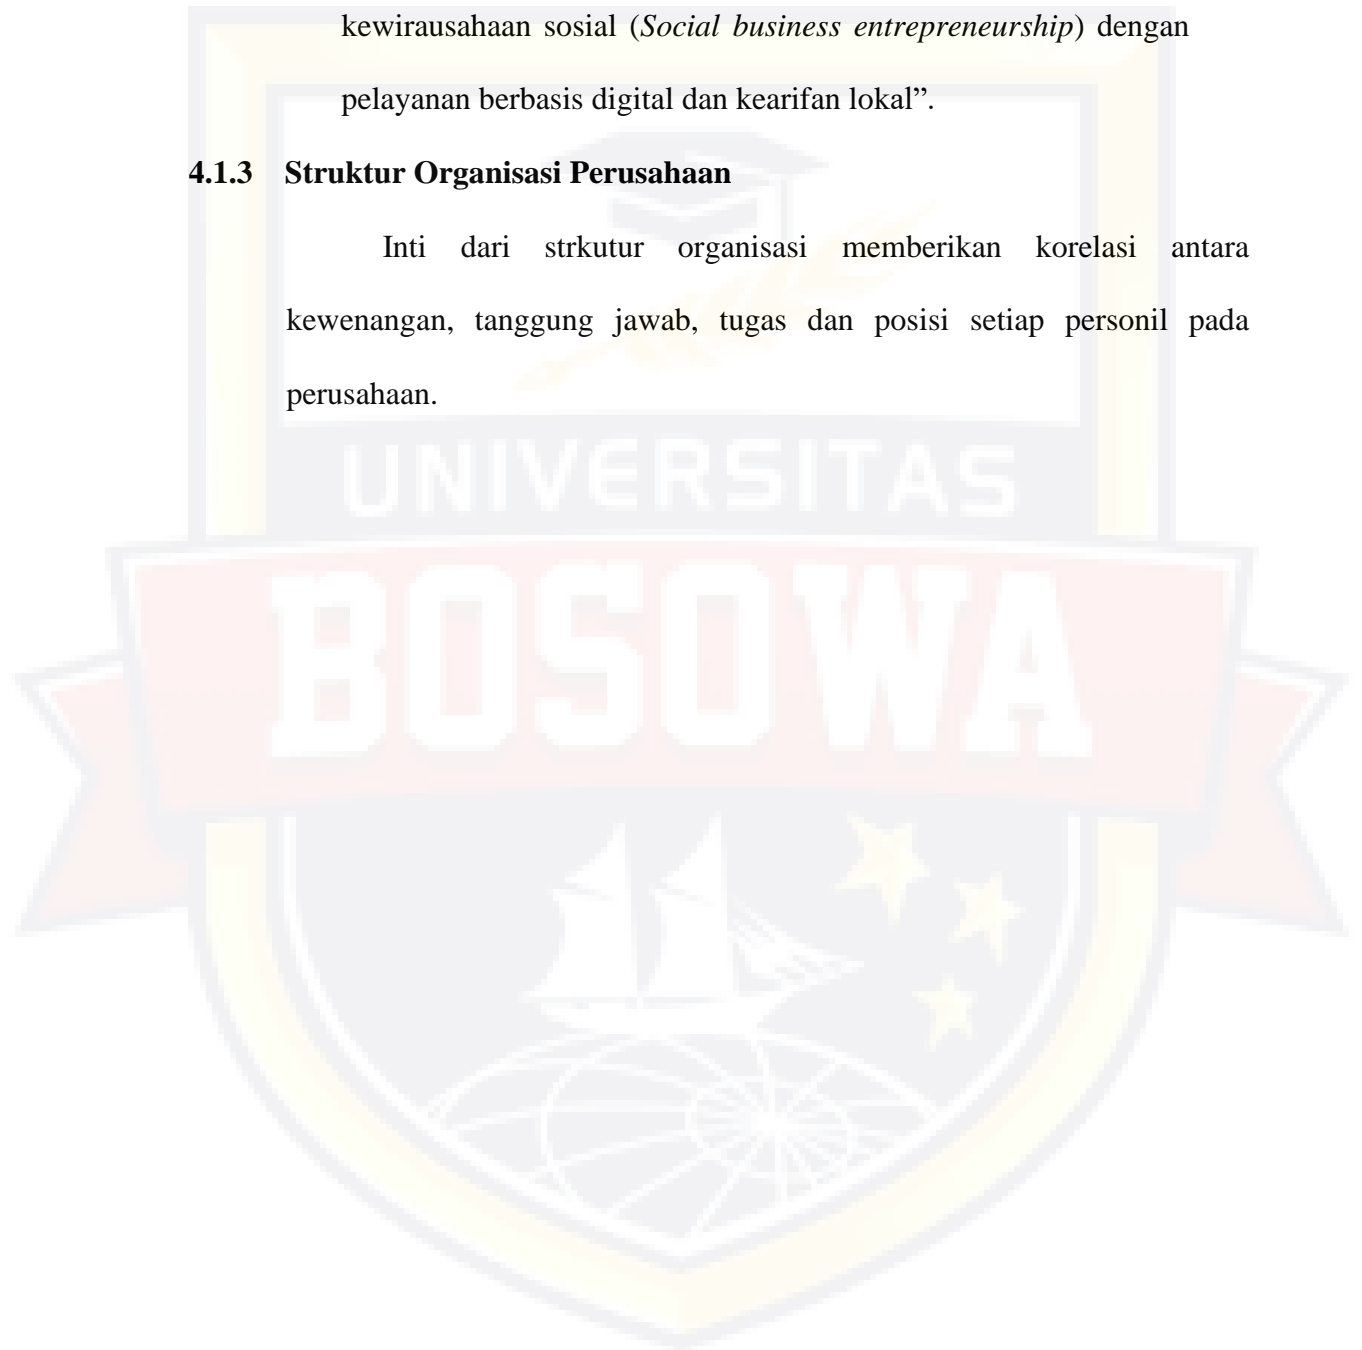 kewirausahaan sosial (Social business entrepreneurship) dengan
pelayanan berbasis digital dan kearifan lokal”.
4.1.3 Struktur Organisasi Perusahaan
Inti dari strkutur organisasi memberikan korelasi antara
kewenangan, tanggung jawab, tugas dan posisi setiap personil pada
perusahaan.
UNIVERSITAS
BOSOWA